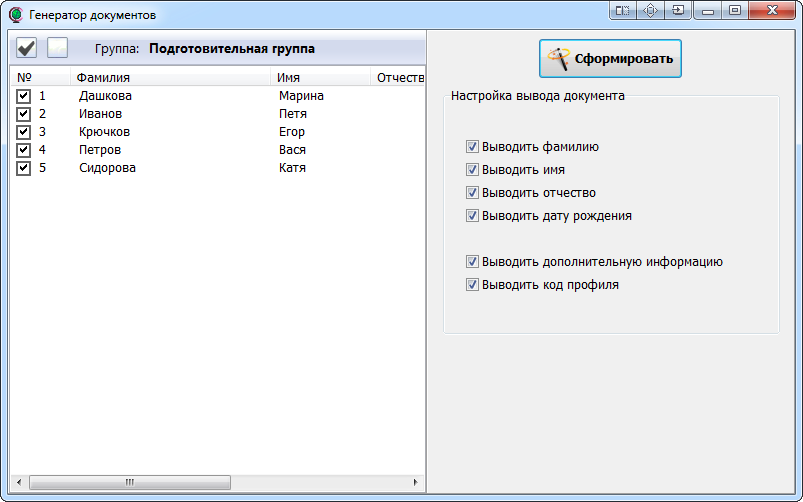 Генератор документов
Группа: Подготовительная группа
№ Фамилия Имя Отчеств
1 Дашкова Марина
2 Иванов Петя
3 Крючков Егор
4 Петров Вася
5 Сидорова Катя
Сформировать
Настройка вывода документа
Выводить фамилию
Выводить имя
Выводить отчество
Выводить дату рождения
Выводить дополнительную информацию
Выводить код профиля